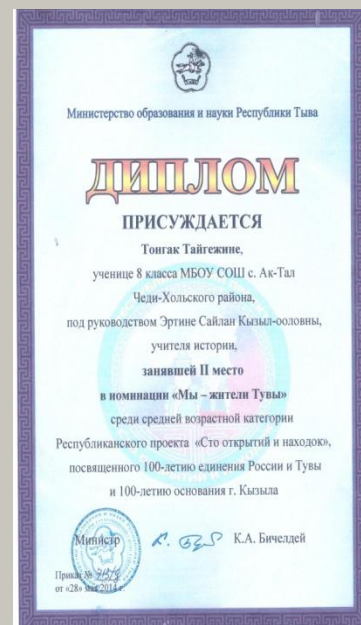 Министерство образования и науки Республики Тыва
ДИПЛОМ
ПРИСУЖДАЕТСЯ
Тонгак Тайгежине,
ученице 8 класса МБОУ СОШ с. Ак-Тал
Чеди-Хольского района,
под руководством Эртине Сайлан Кызыл-ооловны,
учителя истории,
занявшей II место
в номинации «Мы – жители Тувы»
среди средней возрастной категории
Республиканского проекта «Сто открытий и находок»,
посвященного 100-летию единения России и Тувы
и 100-летию основания г. Кызыла
Министр К.А. Бичелдей
Приказ №
от «28» мая 2014 г.